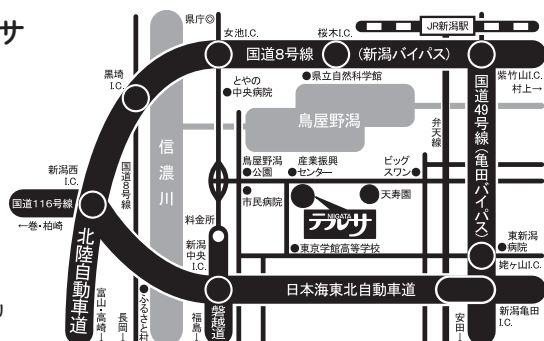 サ
県庁◎
女池I.C.
桜木I.C.
JR新潟駅
国道8号線
(新潟バイパス)
紫竹山I.C.
村上→
黒埼
I.C.
とやの
中央病院
県立自然科学館
鳥屋野潟
弁天線
国道49号線(亀田バイパス)
信濃川
国道8号線
新潟西
I.C.
鳥屋野潟
公園
産業振興
センター
ビッグ
スワン
天寿園
市民病院
NIIGATA
テルサ
国道116号線
←巻・柏崎
料金所
新潟
中央
I.C.
東京学館高等学校
東新潟
病院
姥ヶ山I.C.
北陸自動車道
日本海東北自動車道
磐越道
富山・高崎→
長岡→
ふるさと村
福島→
安田→
新潟亀田
I.C.
り